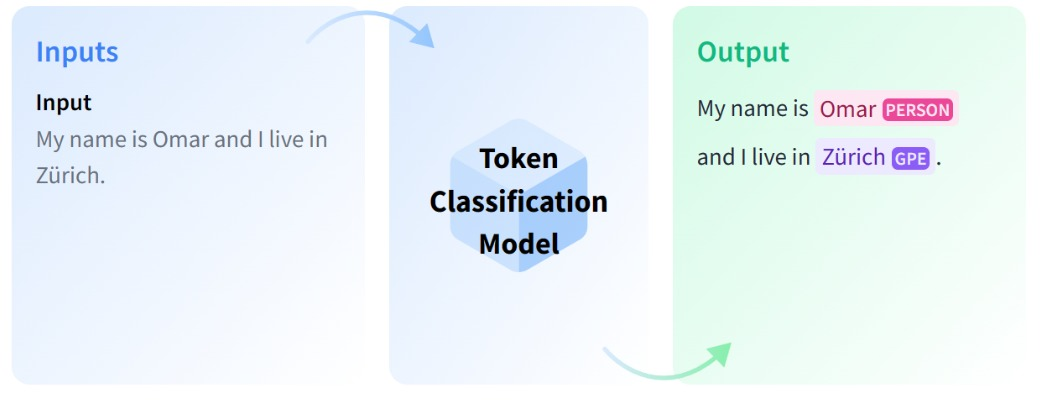 Inputs
Input
My name is Omar and I live in
Zürich.
Token
Classification
Model
Output
My name is Omar PERSON
and I live in Zürich GPE .